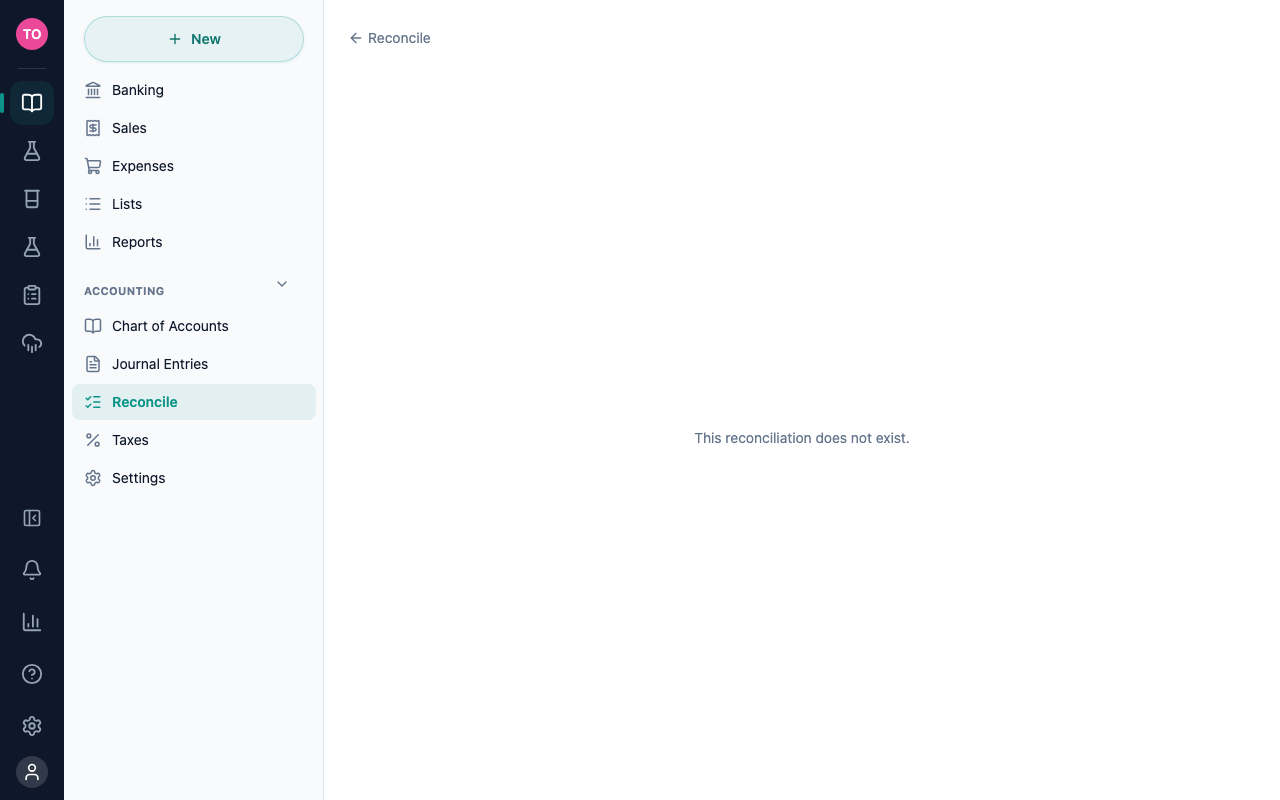 TO
New
Banking
Sales
Expenses
Lists
Reports
ACCOUNTING
Chart of Accounts
Journal Entries
Reconcile
Taxes
Settings
Reconcile
This reconciliation does not exist.